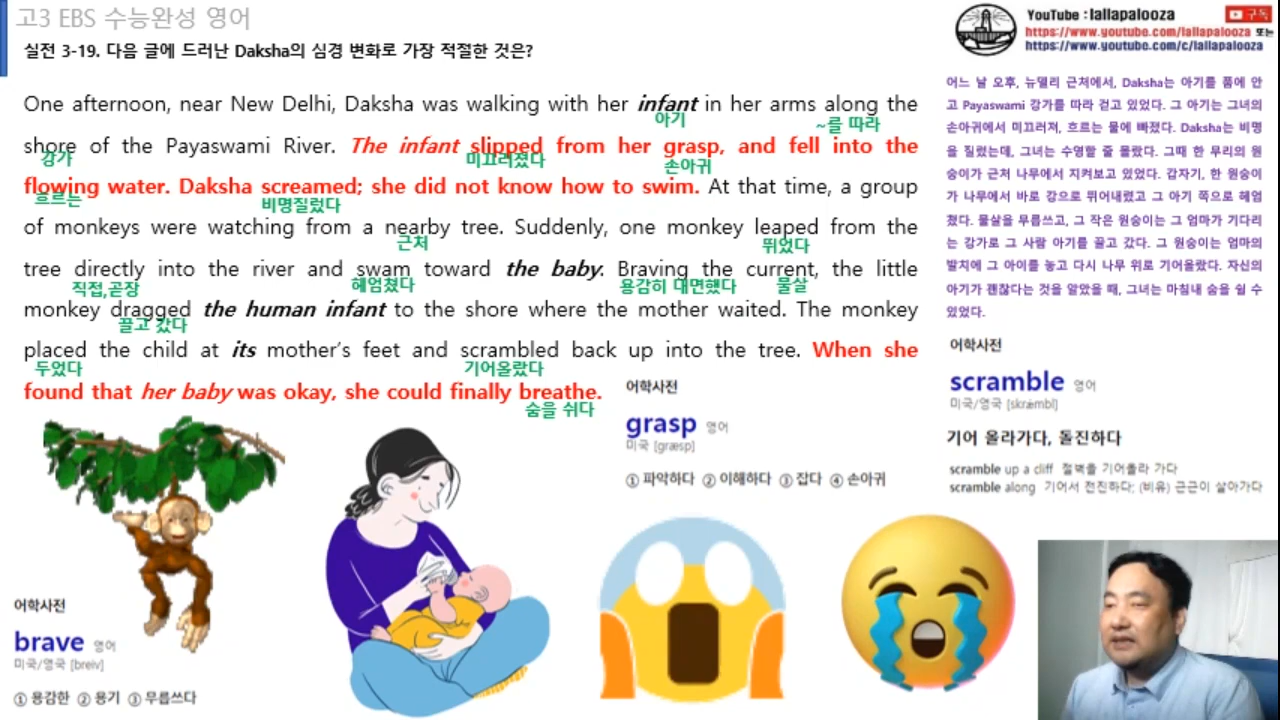 고3 EBS 수능완성 영어
실전 3-19. 다음 글에 드러난 Daksha의 심경 변화로 가장 적절한 것은?
YouTube : lallapalooza
구독
https://www.youtube.com/lallapalooza 또는
https://www.youtube.com/c/lallapalooza
One afternoon, near New Delhi, Daksha was walking with her infant in her arms along the
아기
~를 따라
shore of the Payaswami River. The infant slipped from her grasp, and fell into the
강가
미끄러졌다
손아귀
flowing water. Daksha screamed; she did not know how to swim. At that time, a group
흐르는
비명질렀다
of monkeys were watching from a nearby tree. Suddenly, one monkey leaped from the
근처
뛰었다
tree directly into the river and swam toward the baby. Braving the current, the little
직접,곧장
헤엄쳤다
용감히 대면했다
물살
monkey dragged the human infant to the shore where the mother waited. The monkey
끌고 갔다
placed the child at its mother's feet and scrambled back up into the tree. When she
두었다
기어올랐다
found that her baby was okay, she could finally breathe.
숨을 쉬다
어느 날 오후, 뉴델리 근처에서, Daksha는 아기를 품에 안
고 Payaswami 강가를 따라 걷고 있었다. 그 아기는 그녀의
손아귀에서 미끄러져, 흐르는 물에 빠졌다. Daksha는 비명
을 질렀는데, 그녀는 수영할 줄 몰랐다. 그때 한 무리의 원
숭이가 근처 나무에서 지켜보고 있었다. 갑자기, 한 원숭이
가 나무에서 바로 강으로 뛰어내렸고 그 아기 쪽으로 헤엄
쳤다. 물살을 무릅쓰고, 그 작은 원숭이는 그 엄마가 기다리
는 강가로 그 사람 아기를 끌고 갔다. 그 원숭이는 엄마의
발치에 그 아이를 놓고 다시 나무 위로 기어올랐다. 자신의
아기가 괜찮다는 것을 알았을 때, 그녀는 마침내 숨을 쉴 수
있었다.
어학사전
grasp 영어
미국 [græsp]
① 파악하다 ② 이해하다 ③ 잡다 ④ 손아귀
어학사전
scramble 영어
미국/영국 [skræmbl]
기어 올라가다, 돌진하다
scramble up a cliff 절벽을 기어올라 가다
scramble along 기어서 전진하다; (비유) 근근이 살아가다
어학사전
brave 영어
미국/영국 [breiv]
① 용감한 ② 용기 ③ 무릅쓰다